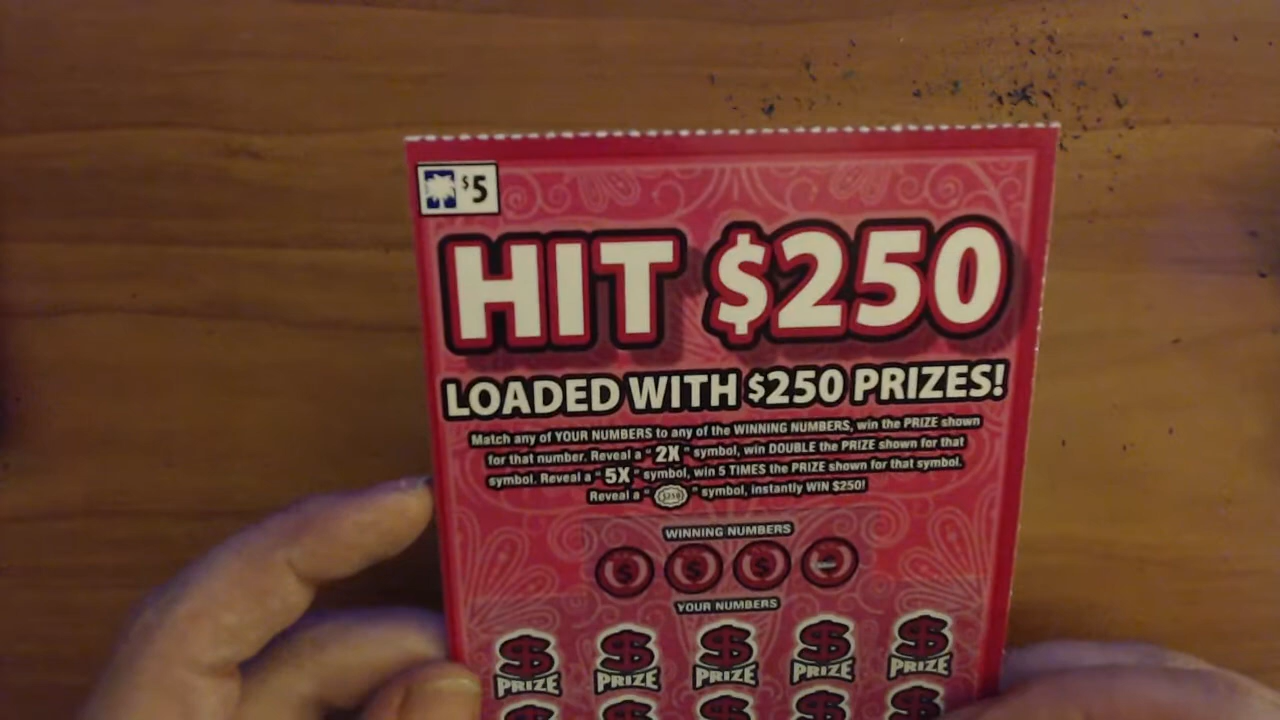 $5
HIT $250
LOADED WITH $250 PRIZES!
Match any of YOUR NUMBERS to any of the WINNING NUMBERS, win the PRIZE shown
for that number. Reveal a "2X" symbol, win DOUBLE the PRIZE shown for that
symbol. Reveal a "5X" symbol, win 5 TIMES the PRIZE shown for that symbol.
Reveal a "$250" symbol, instantly WIN $250!
WINNING NUMBERS
$ $ $
YOUR NUMBERS
$ $ $ $ $
PRIZE PRIZE PRIZE PRIZE PRIZE
$ $ $ $ $